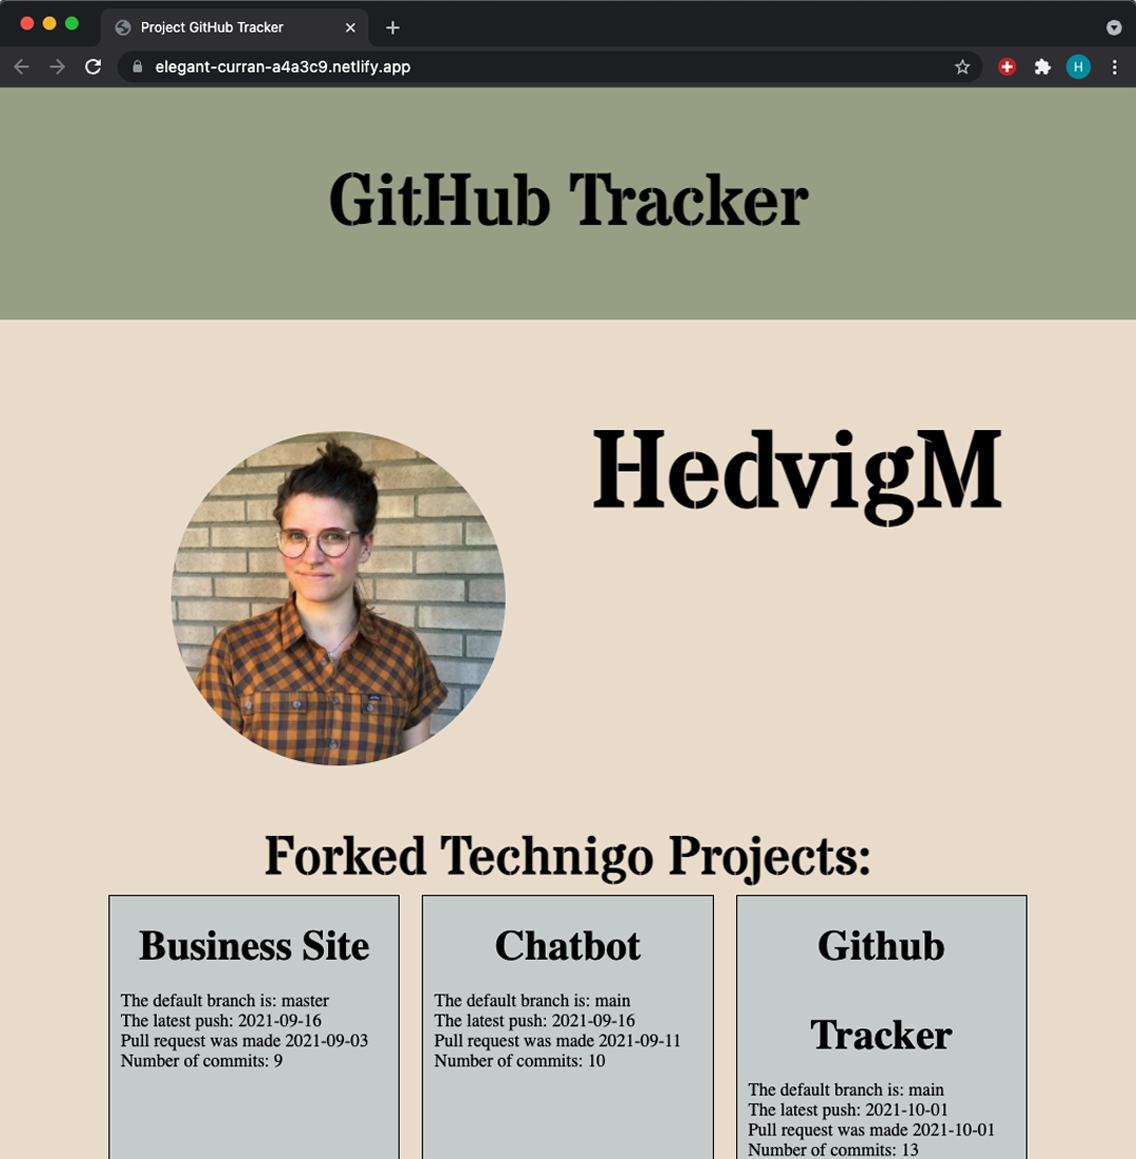 Project GitHub Tracker
elegant-curran-a4a3c9.netlify.app
H
GitHub Tracker
HedvigM
Forked Technigo Projects:
Business Site
The default branch is: master
The latest push: 2021-09-16
Pull request was made 2021-09-03
Number of commits: 9
Chatbot
The default branch is: main
The latest push: 2021-09-16
Pull request was made 2021-09-11
Number of commits: 10
Github
Tracker
The default branch is: main
The latest push: 2021-10-01
Pull request was made 2021-10-01
Number of commits: 13